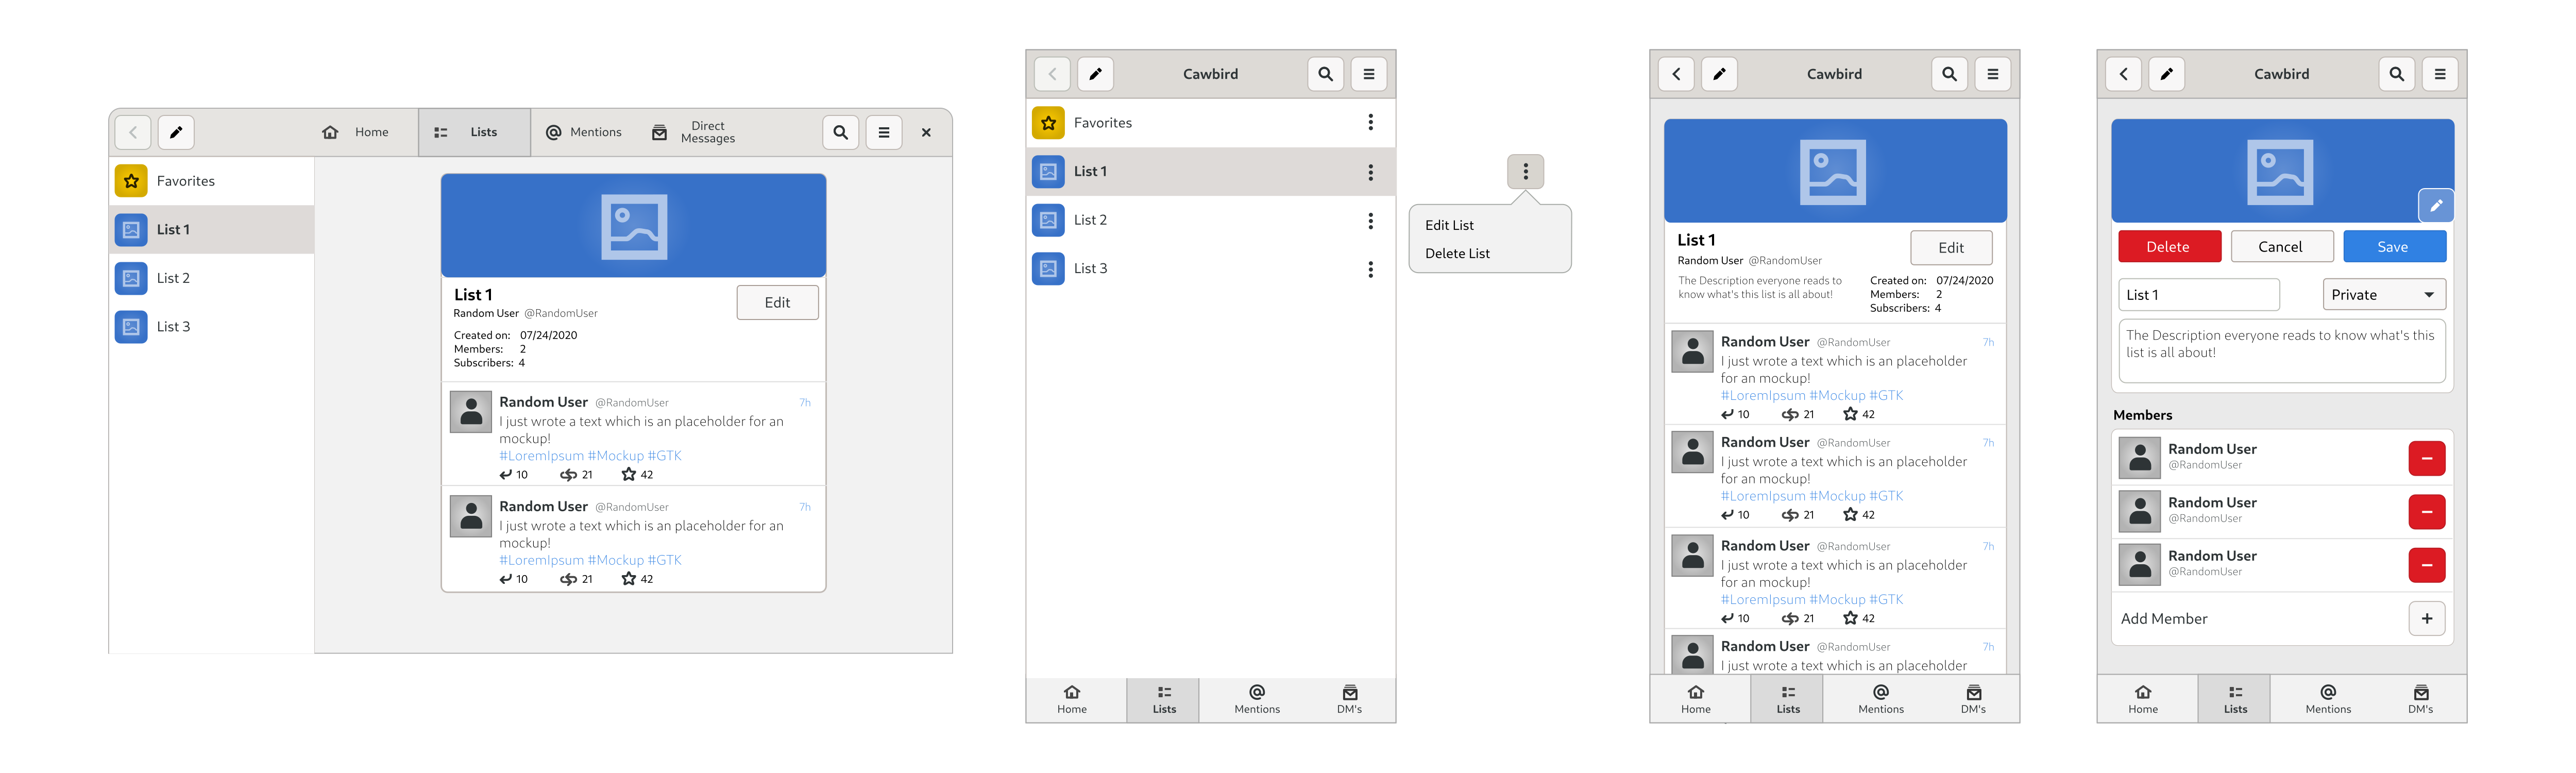 Home
Lists
Mentions
Direct
Messages
Favorites
List 1
List 2
List 3
List 1
Edit
Random User @RandomUser
Created on: 07/24/2020
Members: 2
Subscribers: 4
Random User @RandomUser 7h
I just wrote a text which is an placeholder for an
mockup!
#LoremIpsum #Mockup #GTK
10 21 42
Random User @RandomUser 7h
I just wrote a text which is an placeholder for an
mockup!
#LoremIpsum #Mockup #GTK
10 21 42
Cawbird
Favorites
List 1
List 2
List 3
Home
Lists
Mentions
DM's
Edit List
Delete List
Cawbird
List 1
Edit
Random User @RandomUser
The Description everyone reads to
know what's this list is all about!
Created on: 07/24/2020
Members: 2
Subscribers: 4
Random User @RandomUser 7h
I just wrote a text which is an placeholder
for an mockup!
#LoremIpsum #Mockup #GTK
10 21 42
Random User @RandomUser 7h
I just wrote a text which is an placeholder
for an mockup!
#LoremIpsum #Mockup #GTK
10 21 42
Random User @RandomUser 7h
I just wrote a text which is an placeholder
for an mockup!
#LoremIpsum #Mockup #GTK
10 21 42
Random User @RandomUser 7h
I just wrote a text which is an placeholder
Home
Lists
Mentions
DM's
Cawbird
Delete
Cancel
Save
List 1
Private
The Description everyone reads to know what's this
list is all about!
Members
Random User
@RandomUser
Random User
@RandomUser
Random User
@RandomUser
Add Member
Home
Lists
Mentions
DM's